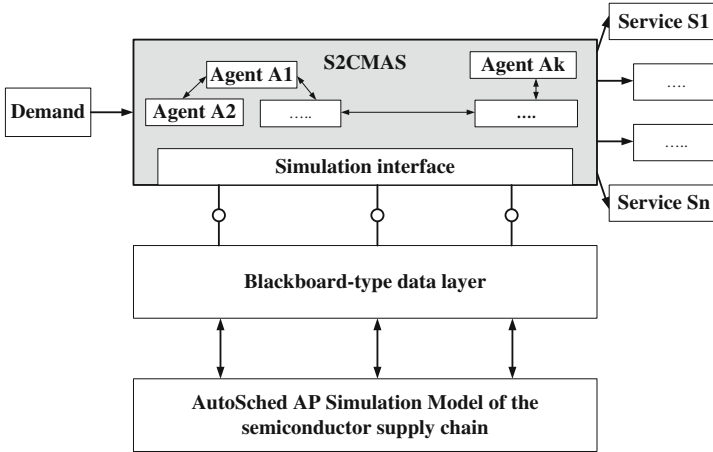 Service S1
S2CMAS
Agent A1
Agent Ak
....
Demand
Agent A2
.....
....
.....
Simulation interface
Service Sn
Blackboard-type data layer
AutoSched AP Simulation Model of the
semiconductor supply chain